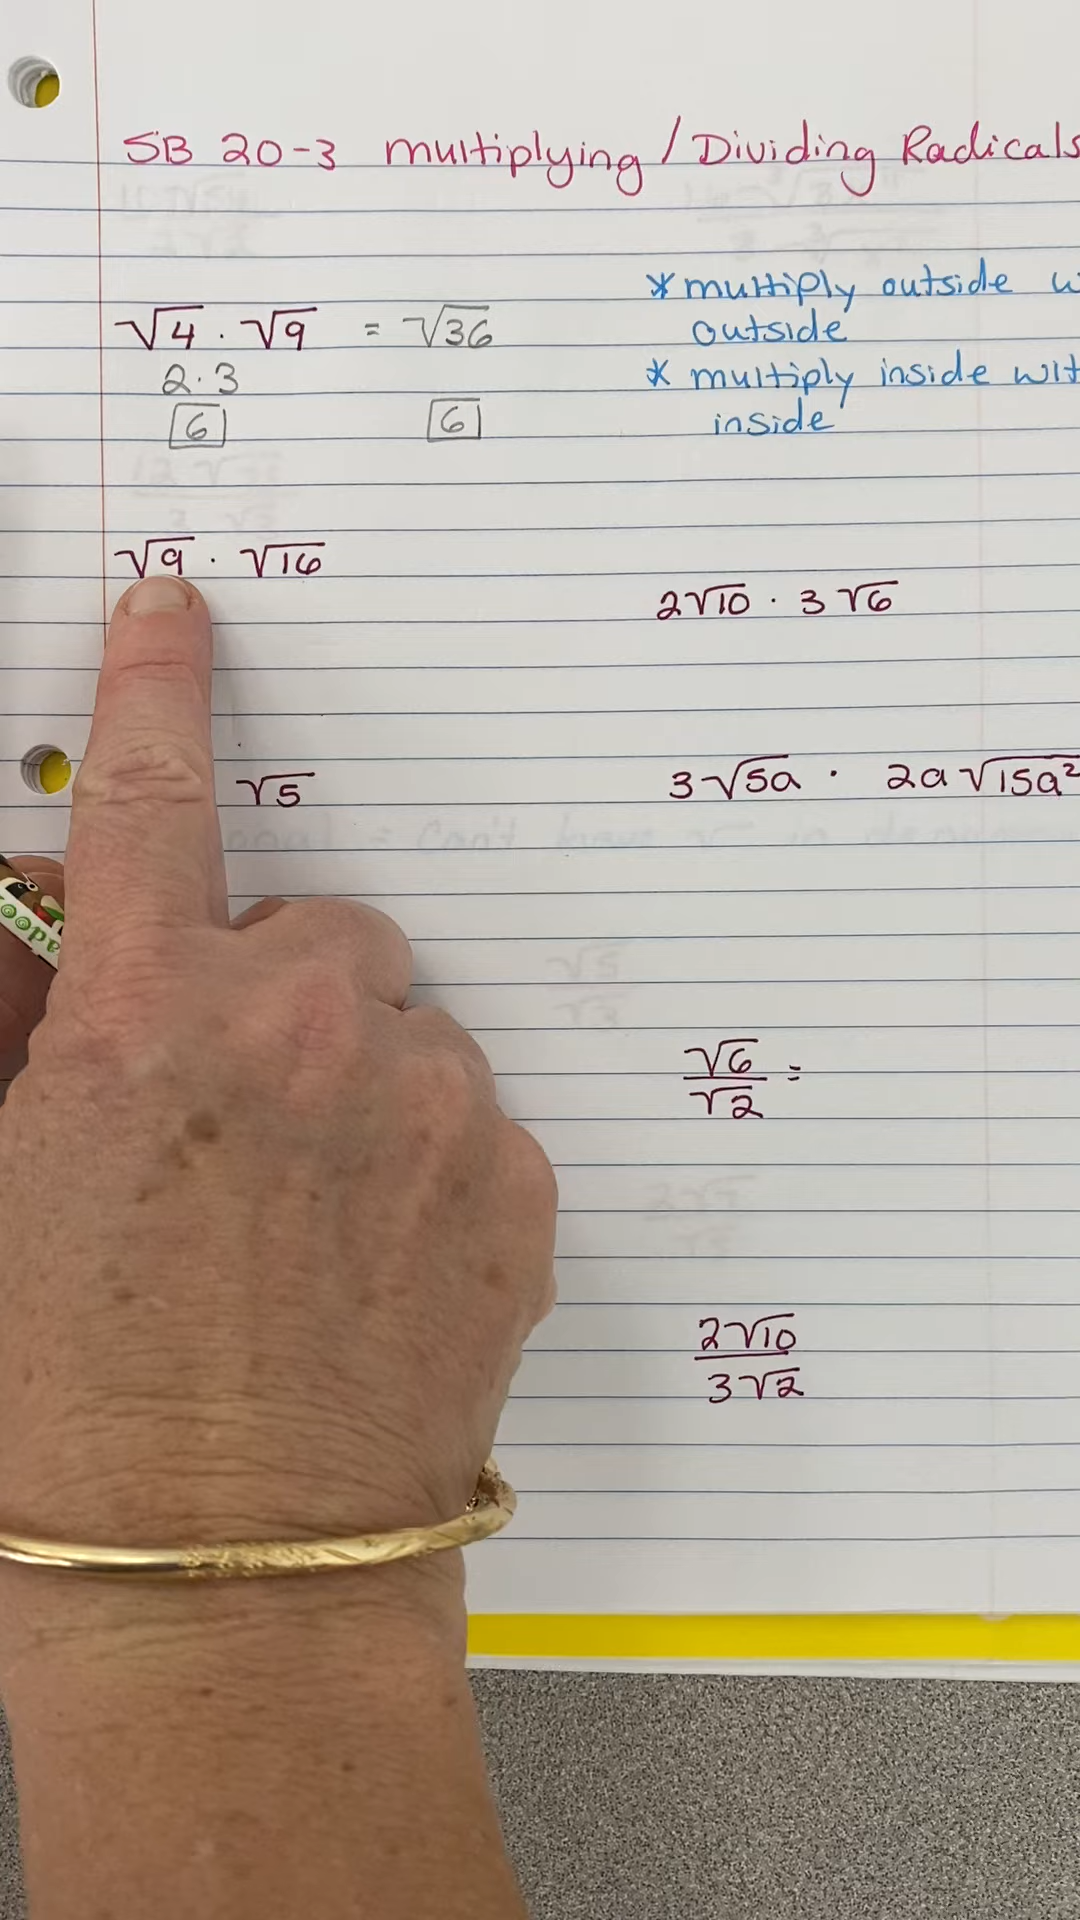 SB 20-3 multiplying / Dividing Radicals
√4 · √9 = √36
2·3
6
6
* multiply outside w
outside
* multiply inside wit
inside
√9 · √16
2√10 · 3√6
√5
3√5a · 2a√15a²
√6
√2 =
2√10
3√2